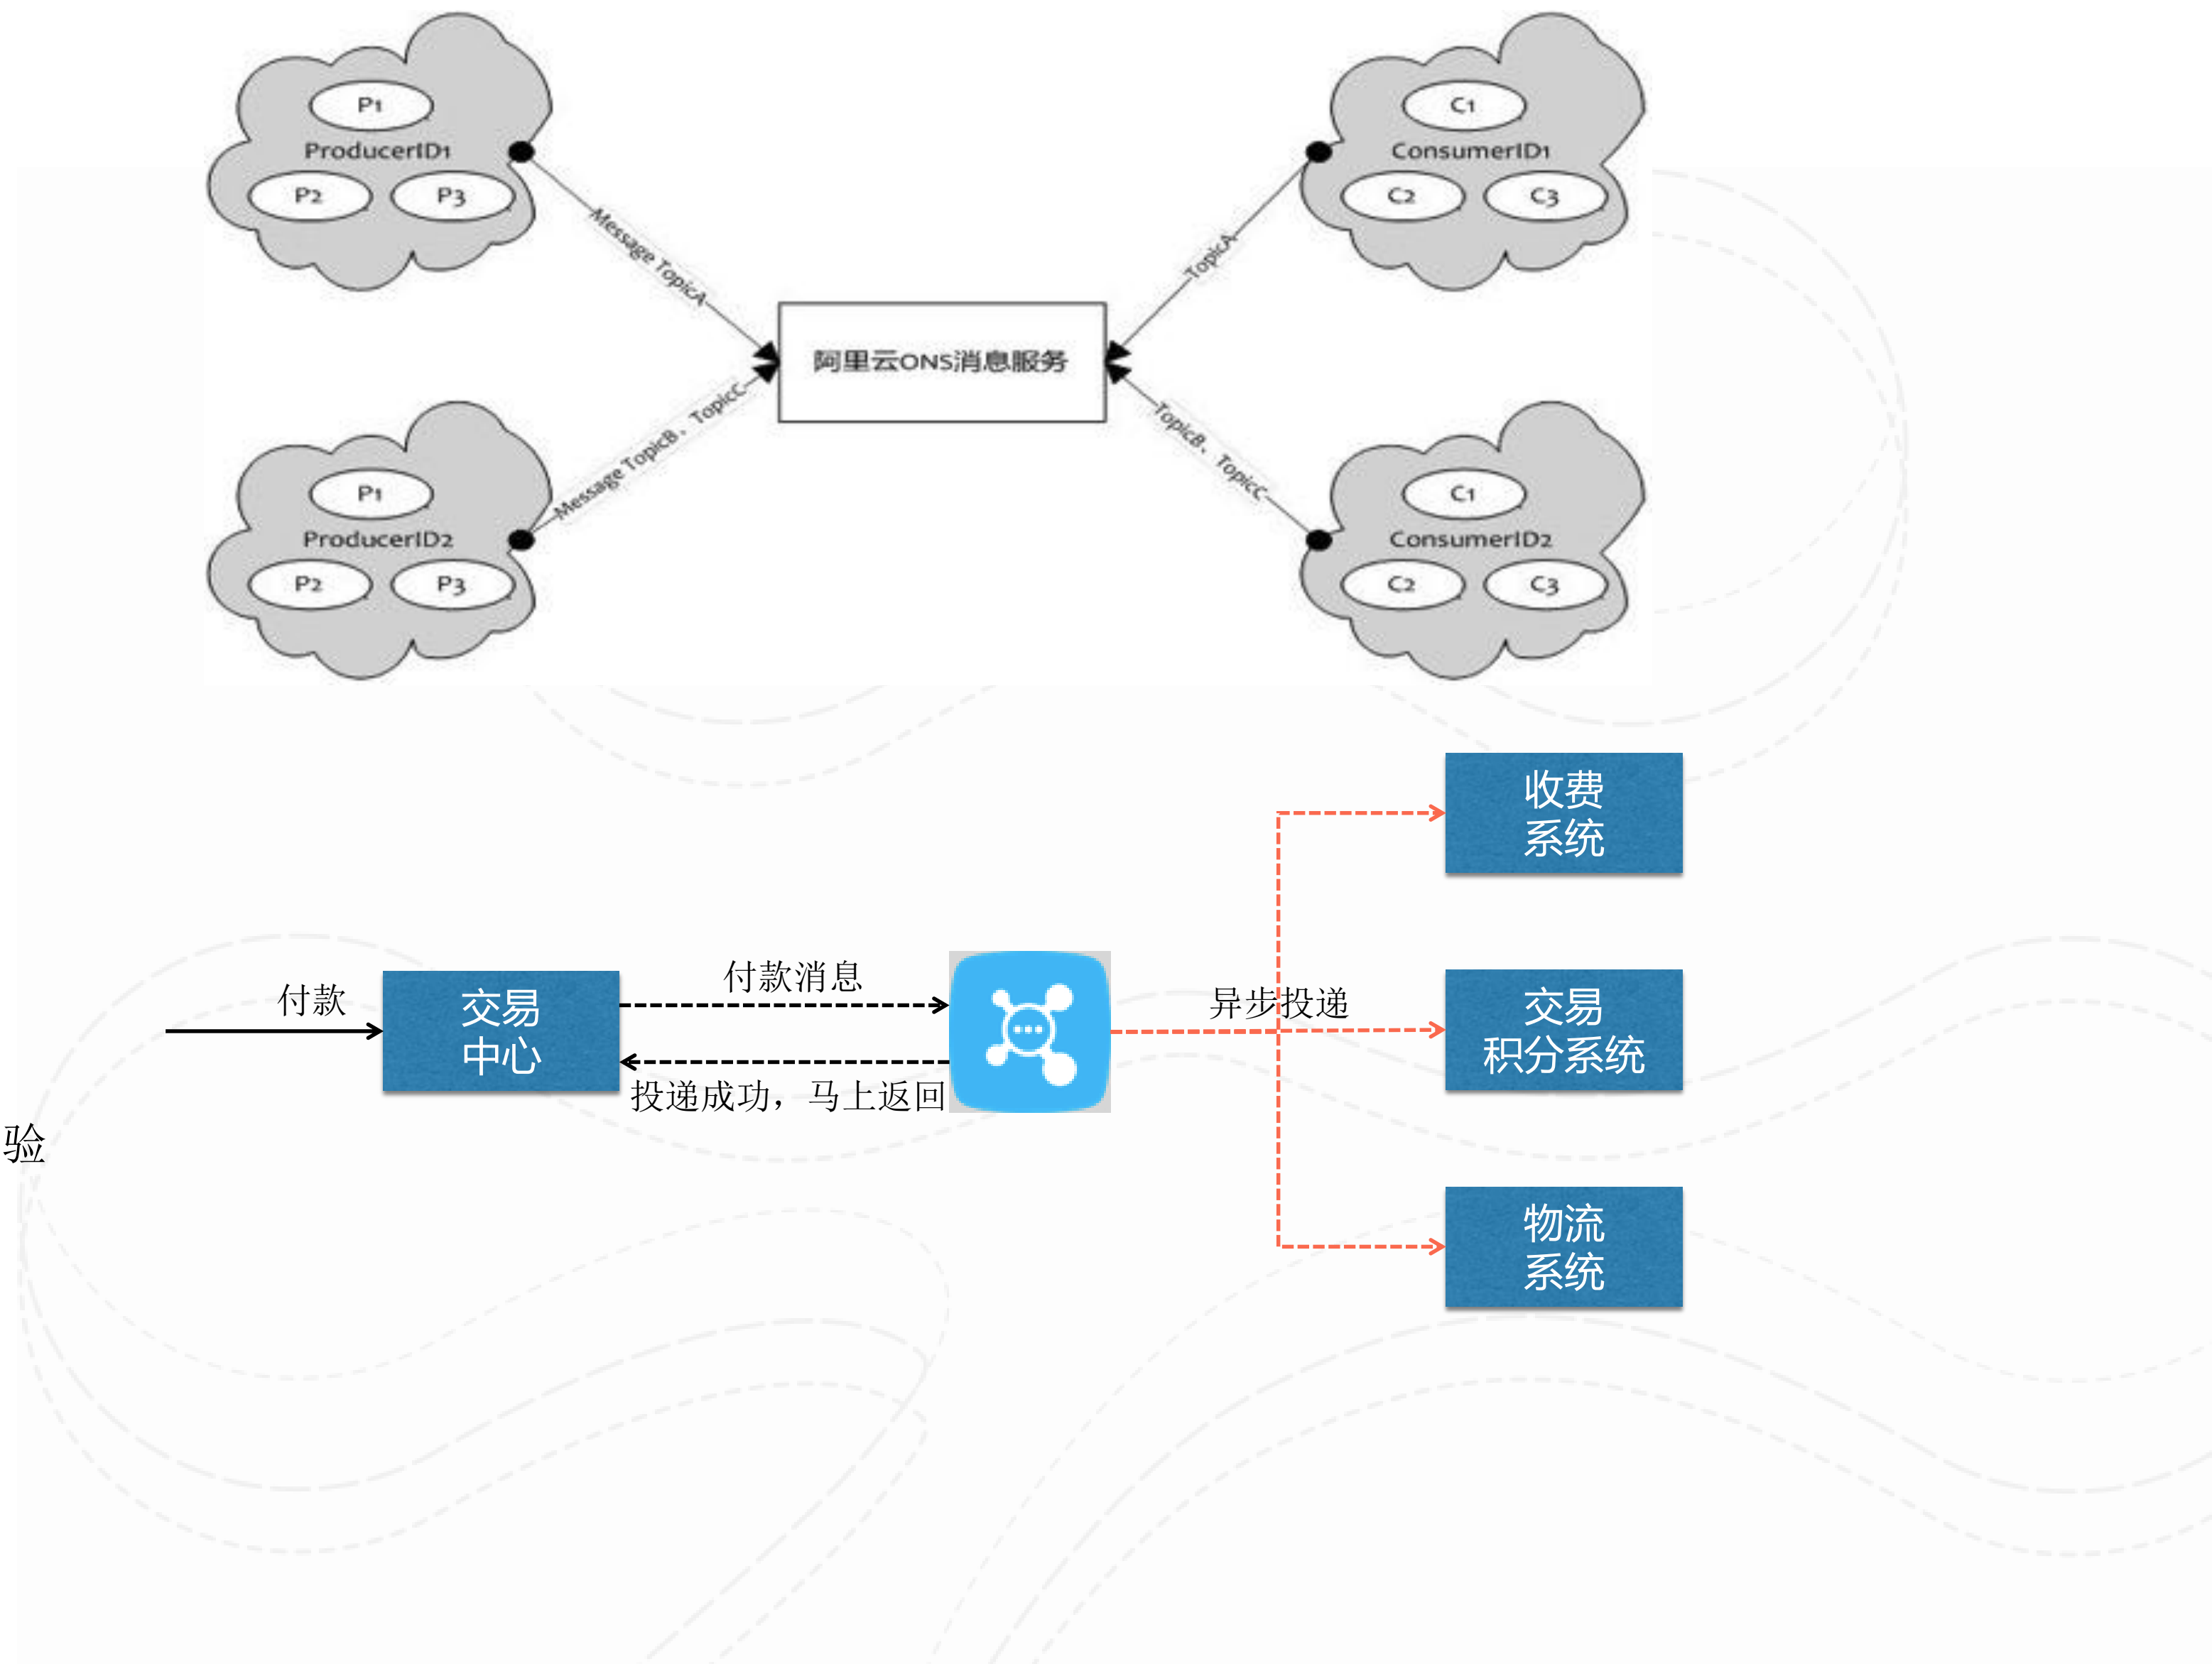 P1
ProducerID1
P2
P3
C1
ConsumerID1
C2
C3
Message TopicA
TopicA
阿里云ONS消息服务
Message TopicB、TopicC
TopicB、TopicC
P1
ProducerID2
P2
P3
C1
ConsumerID2
C2
C3
收费
系统
付款
交易
中心
付款消息
投递成功，马上返回
异步投递
交易
积分系统
验
物流
系统